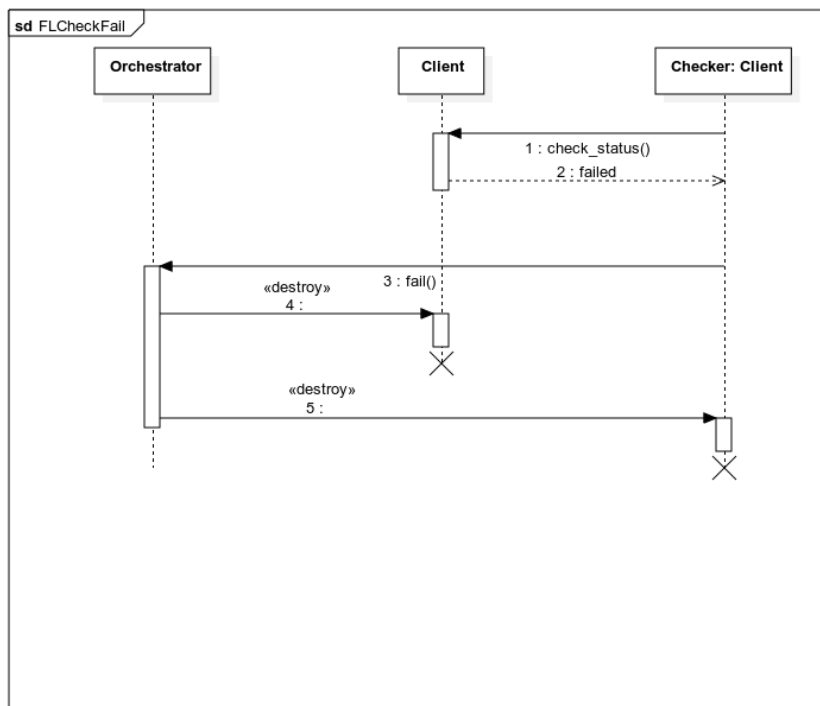 sd FLCheckFail
Orchestrator
Client
Checker: Client
1 : check_status()
2 : failed
3 : fail()
«destroy»
4 :
«destroy»
5 :